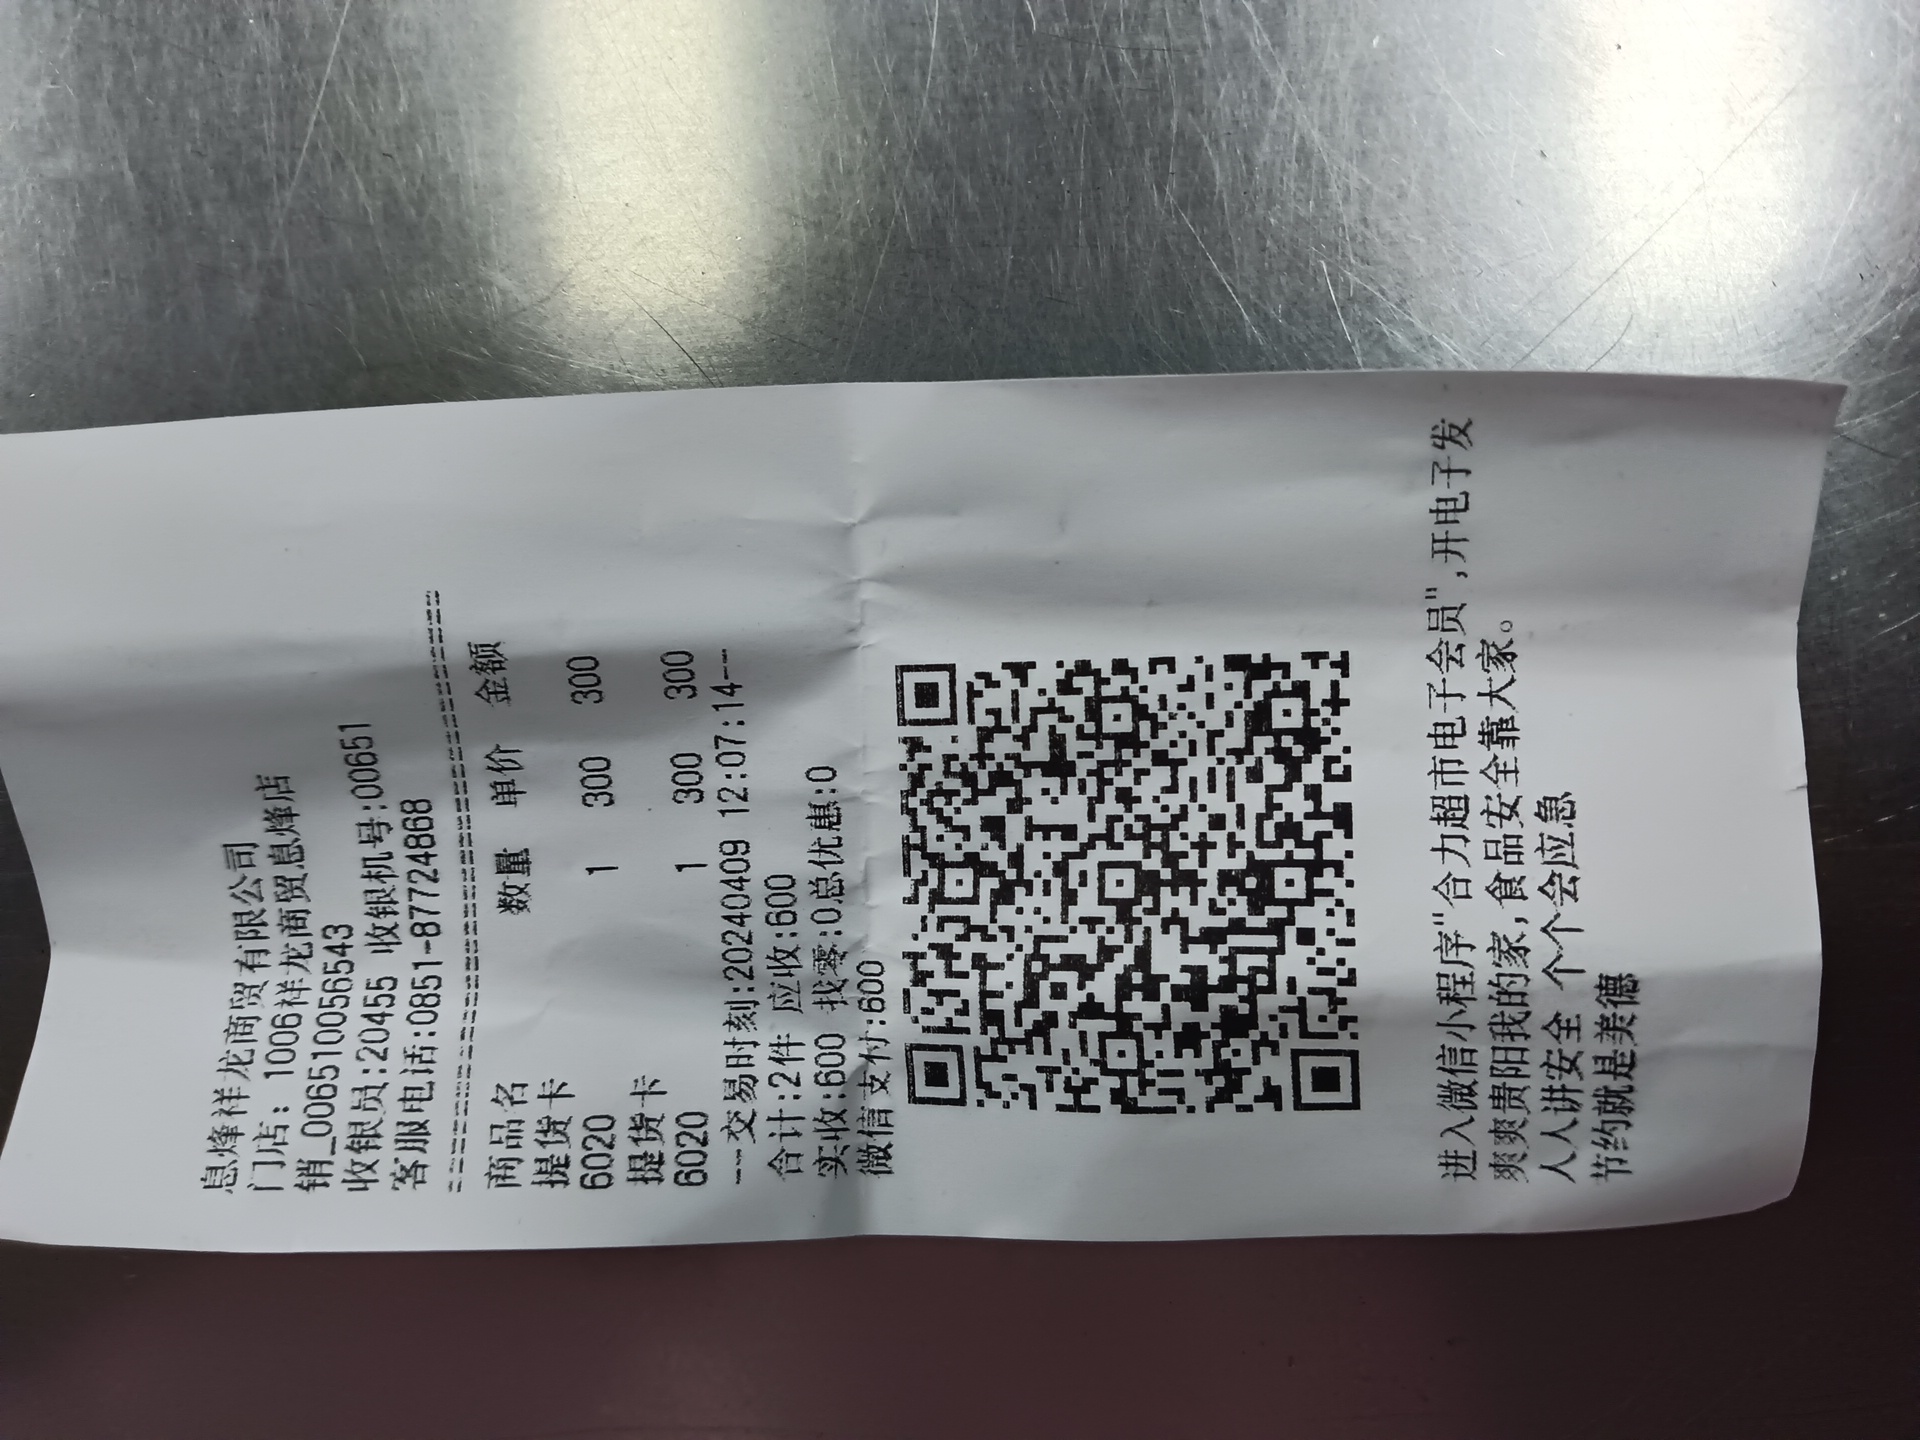 息烽祥龙商贸有限公司
门店: 1006祥龙商贸息烽店
销_0065100056543
收银员:20455 收银机号:00651
客服电话:0851-87724868
商品名 数量 单价 金额
提货卡
6020 1 300 300
提货卡
6020 1 300 300
---交易时刻:20240409 12:07:14--
合计:2件 应收:600
实收:600 找零:0总优惠:0
微信支付:600
进入微信小程序"合力超市电子会员",开电子发
爽爽贵阳我的家,食品安全靠大家。
人人讲安全 个个会应急
节约就是美德